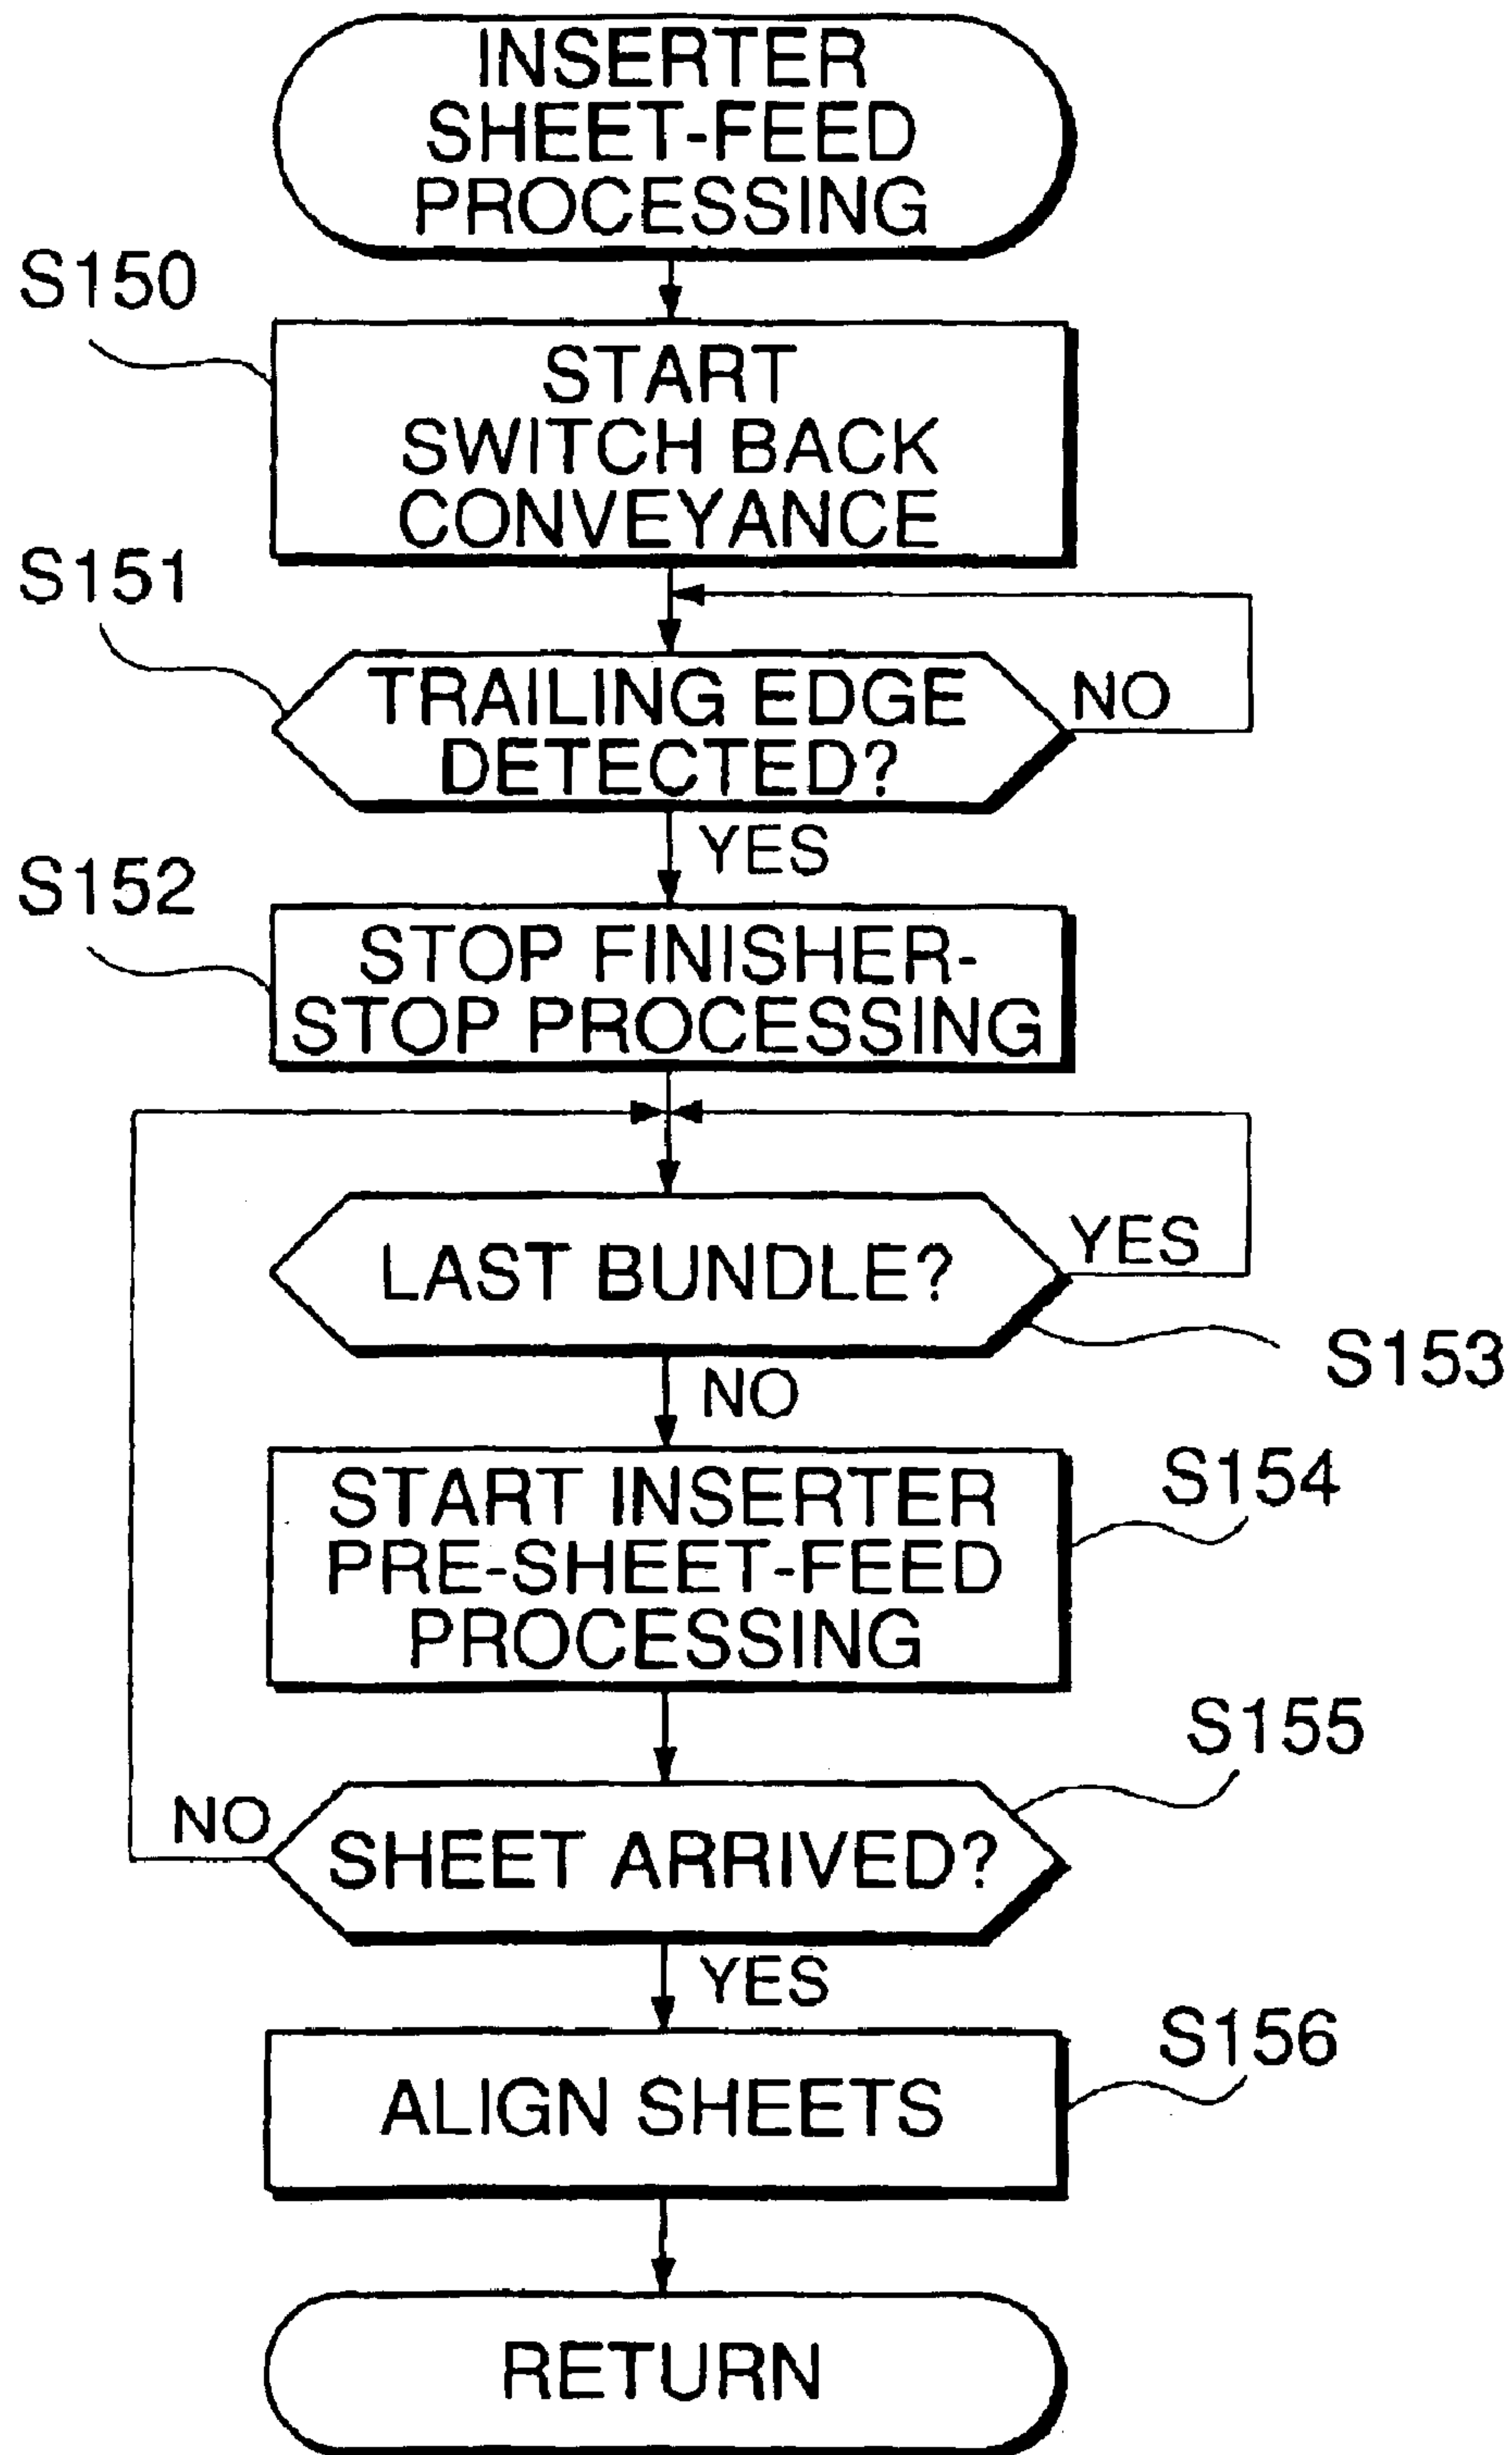 INSERTER
SHEET-FEED
PROCESSING
S150
START
SWITCH BACK
CONVEYANCE
S151
TRAILING EDGE
DETECTED?
NO
YES
S152
STOP FINISHER-
STOP PROCESSING
LAST BUNDLE?
YES
S153
NO
START INSERTER
PRE-SHEET-FEED
PROCESSING
S154
S155
NO
SHEET ARRIVED?
YES
S156
ALIGN SHEETS
RETURN